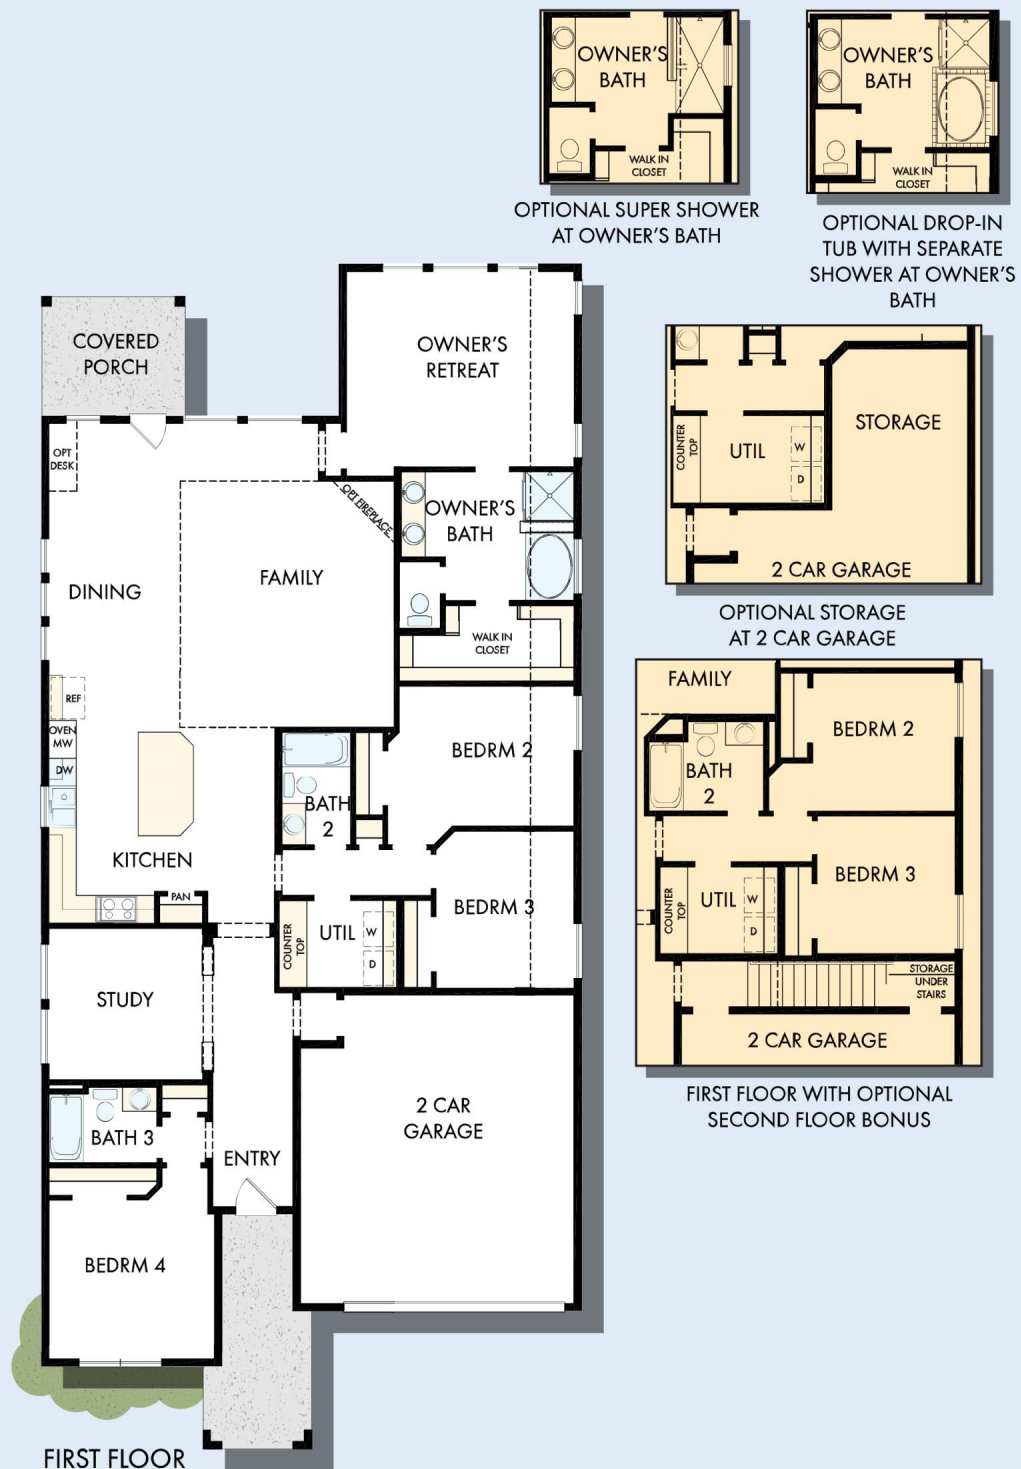 OWNER'S
BATH
WALK IN
CLOSET
OPTIONAL SUPER SHOWER
AT OWNER'S BATH
OWNER'S
BATH
WALK IN
CLOSET
OPTIONAL DROP-IN
TUB WITH SEPARATE
SHOWER AT OWNER'S
BATH
COVERED
PORCH
OWNER'S
RETREAT
OPT
DESK
OPT FIREPLACE
OWNER'S
BATH
DINING
FAMILY
WALK IN
CLOSET
REF
OVEN
MW
DW
BEDRM 2
BATH
2
KITCHEN
PAN
BEDRM 3
COUNTER
TOP
UTIL
W
D
STUDY
2 CAR
GARAGE
BATH 3
ENTRY
BEDRM 4
FIRST FLOOR
STORAGE
COUNTER
TOP
UTIL
W
D
2 CAR GARAGE
OPTIONAL STORAGE
AT 2 CAR GARAGE
FAMILY
BEDRM 2
BATH
2
BEDRM 3
COUNTER
TOP
UTIL
W
D
STORAGE
UNDER
STAIRS
2 CAR GARAGE
FIRST FLOOR WITH OPTIONAL
SECOND FLOOR BONUS